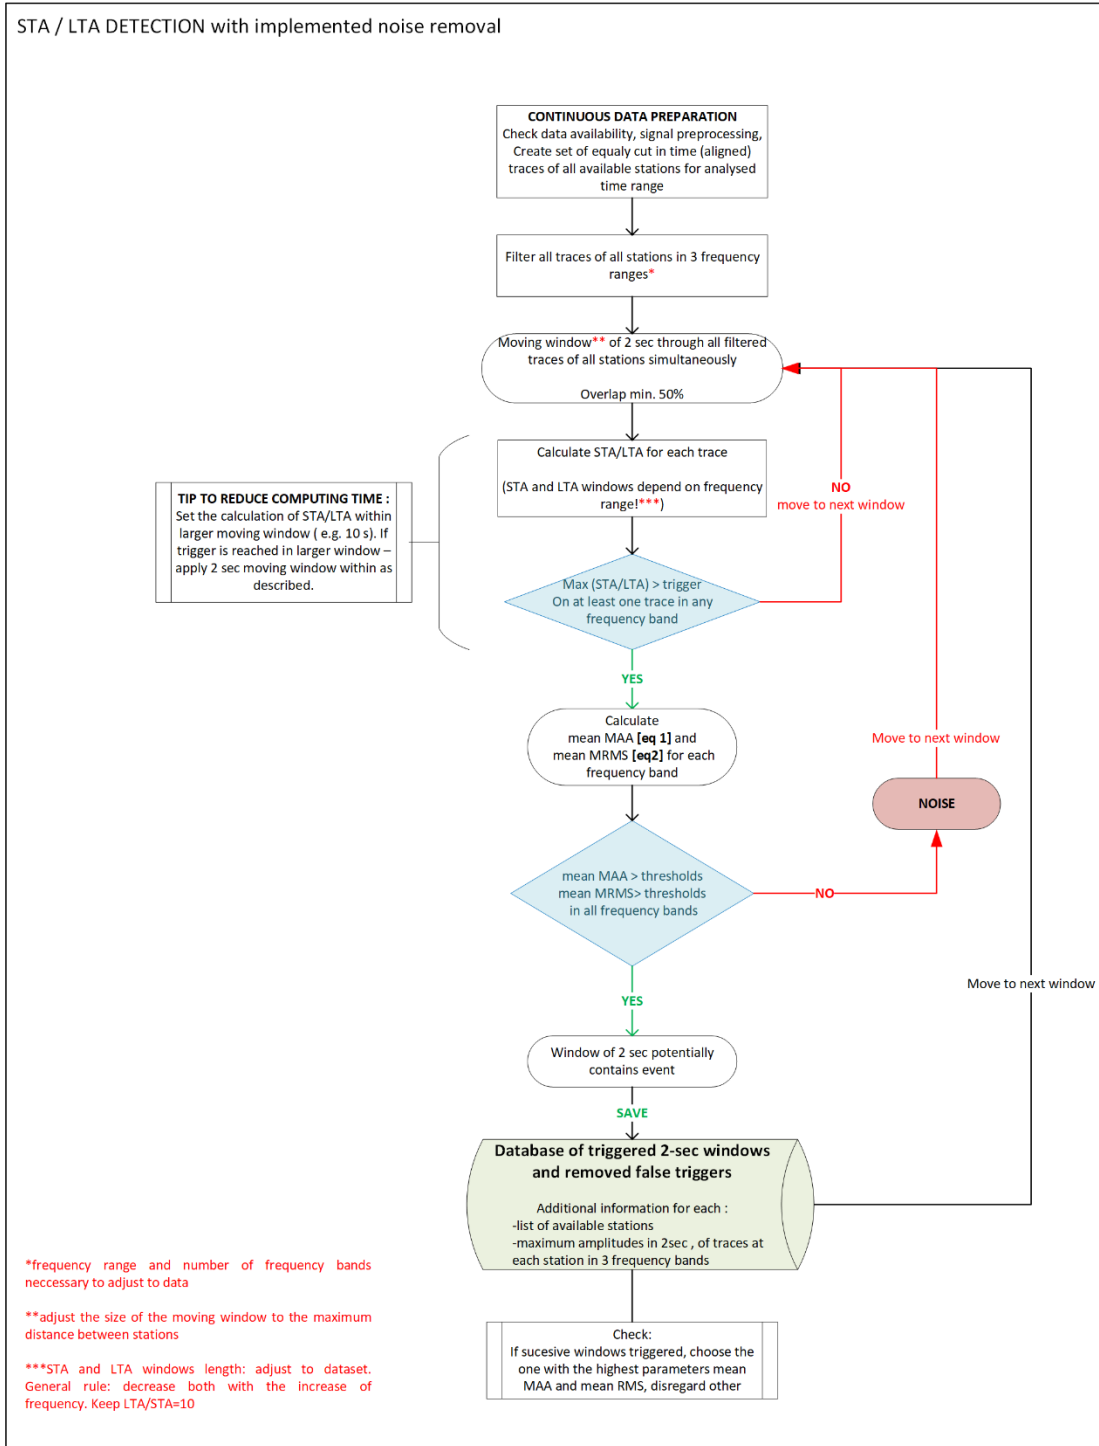 STA / LTA DETECTION with implemented noise removal
CONTINUOUS DATA PREPARATION
Check data availability, signal preprocessing,
Create set of equaly cut in time (aligned)
traces of all available stations for analysed
time range
Filter all traces of all stations in 3 frequency
ranges*
Moving window** of 2 sec through all filtered
traces of all stations simultaneously
Overlap min. 50%
Calculate STA/LTA for each trace
(STA and LTA windows depend on frequency
range!***)
TIP TO REDUCE COMPUTING TIME :
Set the calculation of STA/LTA within
larger moving window ( e.g. 10 s). If
trigger is reached in larger window –
apply 2 sec moving window within as
described.
NO
move to next window
Max (STA/LTA) > trigger
On at least one trace in any
frequency band
YES
Calculate
mean MAA [eq 1] and
mean MRMS [eq2] for each
frequency band
Move to next window
NOISE
mean MAA > thresholds
mean MRMS> thresholds
in all frequency bands
NO
Move to next window
YES
Window of 2 sec potentially
contains event
SAVE
Database of triggered 2-sec windows
and removed false triggers
Additional information for each :
-list of available stations
-maximum amplitudes in 2sec , of traces at
each station in 3 frequency bands
Check:
If sucesive windows triggered, choose the
one with the highest parameters mean
MAA and mean RMS, disregard other
*frequency range and number of frequency bands
neccessary to adjust to data
**adjust the size of the moving window to the maximum
distance between stations
***STA and LTA windows length: adjust to dataset.
General rule: decrease both with the increase of
frequency. Keep LTA/STA=10